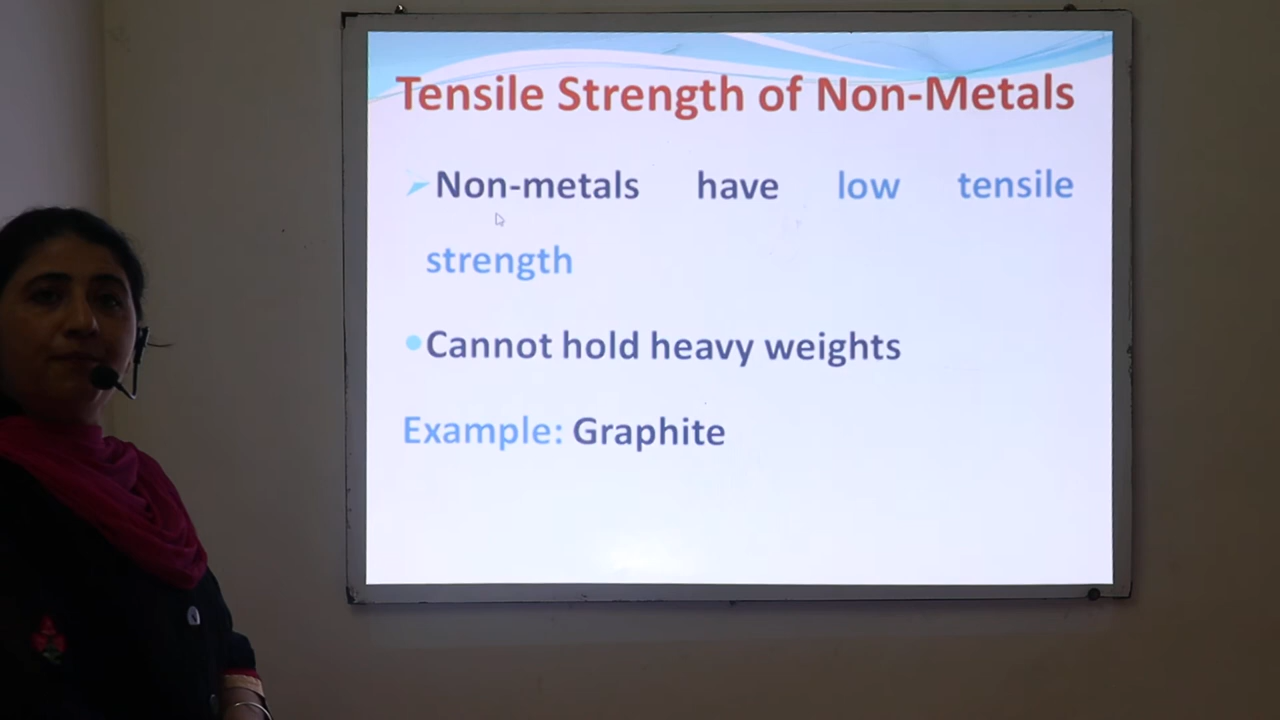 Tensile Strength of Non-Metals
Non-metals have low tensile
strength
Cannot hold heavy weights
Example: Graphite